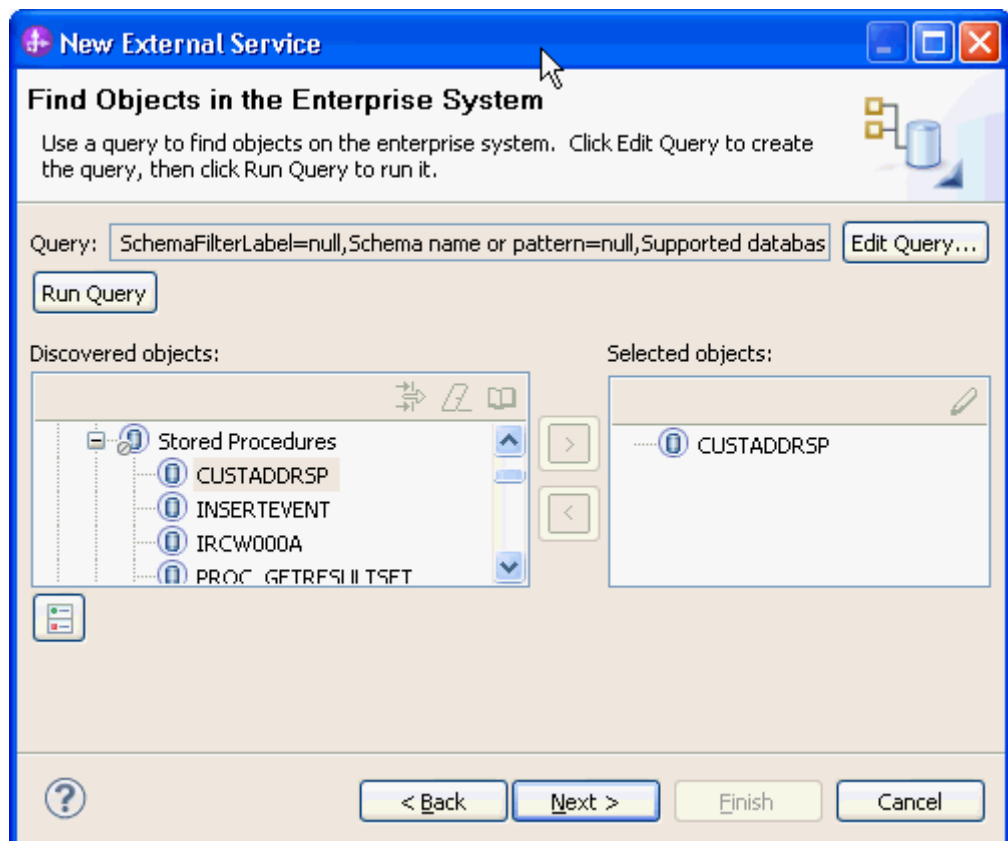 New External Service
Find Objects in the Enterprise System
Use a query to find objects on the enterprise system. Click Edit Query to create
the query, then click Run Query to run it.
Query: SchemaFilterLabel=null,Schema name or pattern=null,Supported databas Edit Query...
Run Query
Discovered objects: Selected objects:
Stored Procedures > CUSTADDRSP
CUSTADDRSP
INSERTEVENT <
IRCW000A
PROC_GETRESULTSET
? < Back Next > Finish Cancel